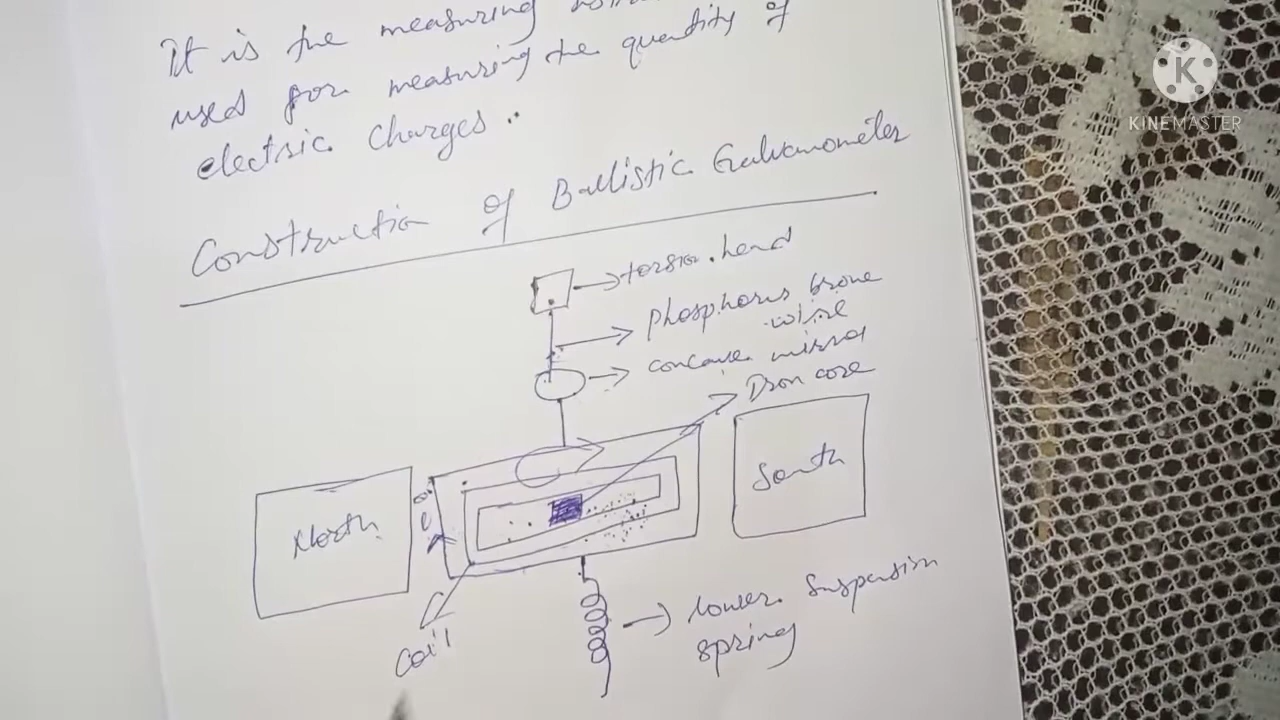 It is the measuring
used for measuring the quantity of
electric charges..
Construction of Ballistic Galvanometer
torsion.head
phosphorus brone
wire
concave mirror
Iron core
North
South
coil
lower suspension
spring
K
KINEMASTER